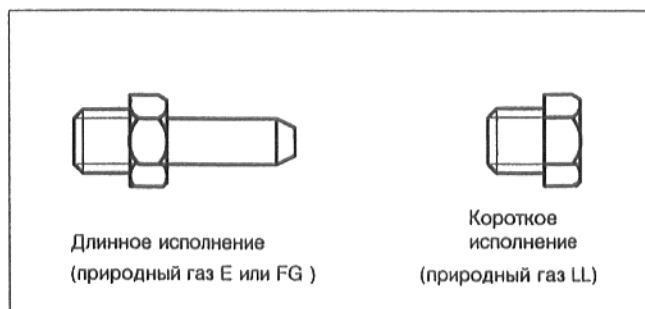 Длинное исполнение
(природный газ E или FG )
Короткое
исполнение
(природный газ LL)